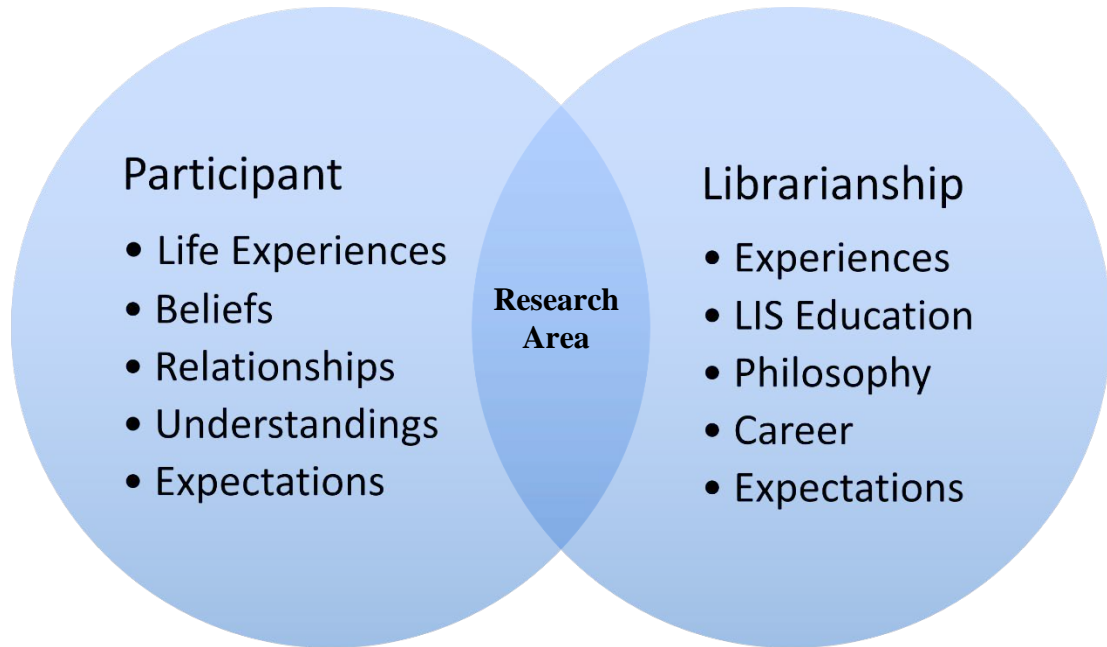 Participant
• Life Experiences
• Beliefs
• Relationships
• Understandings
• Expectations
Research
Area
Librarianship
• Experiences
• LIS Education
• Philosophy
• Career
• Expectations